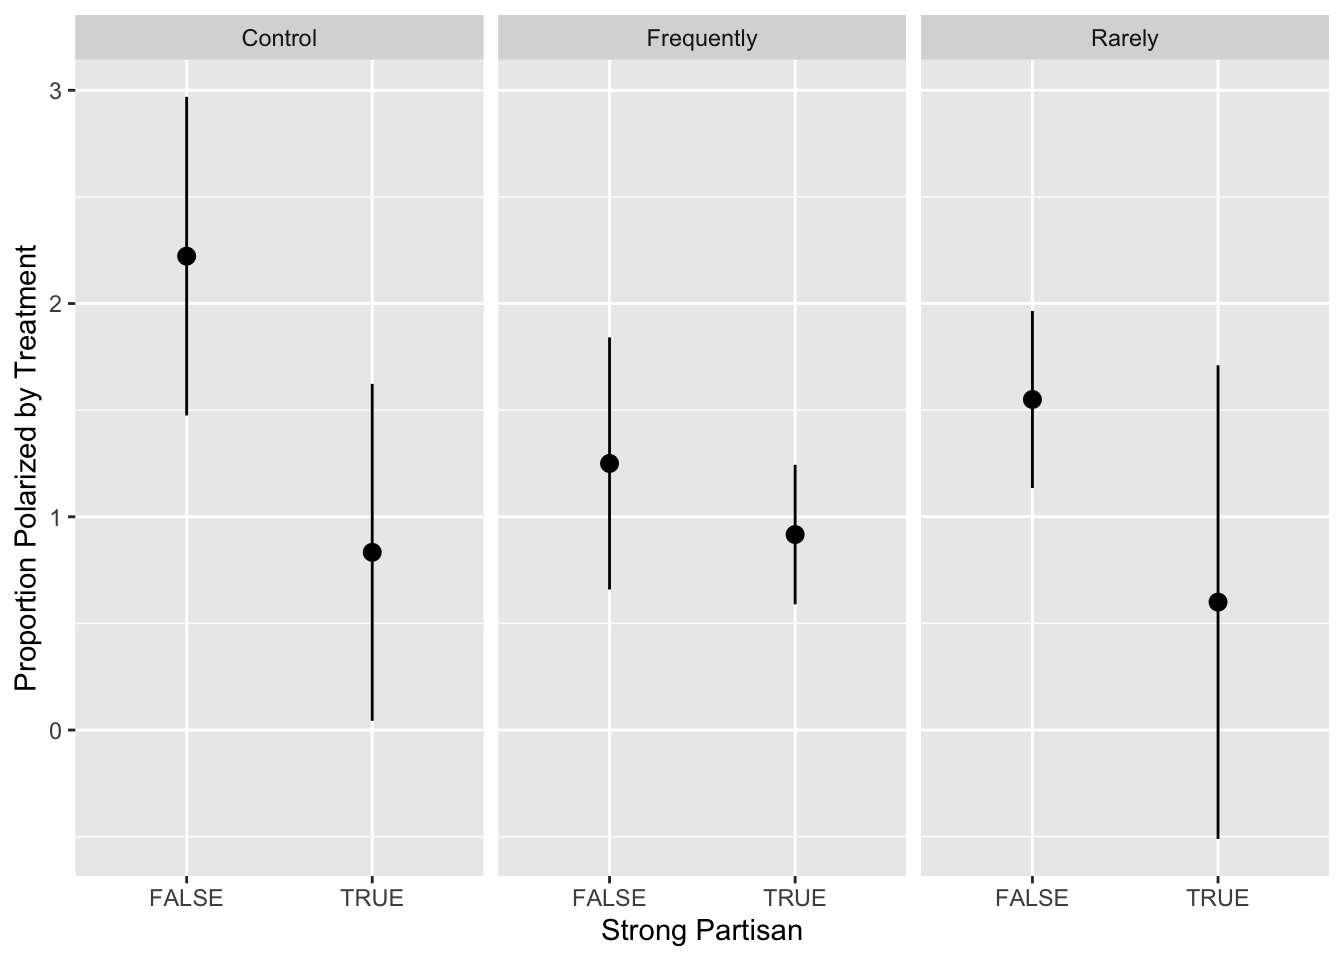 Control
Frequently
Rarely
Proportion Polarized by Treatment
3
2
1
0
FALSE
TRUE
FALSE
TRUE
FALSE
TRUE
Strong Partisan